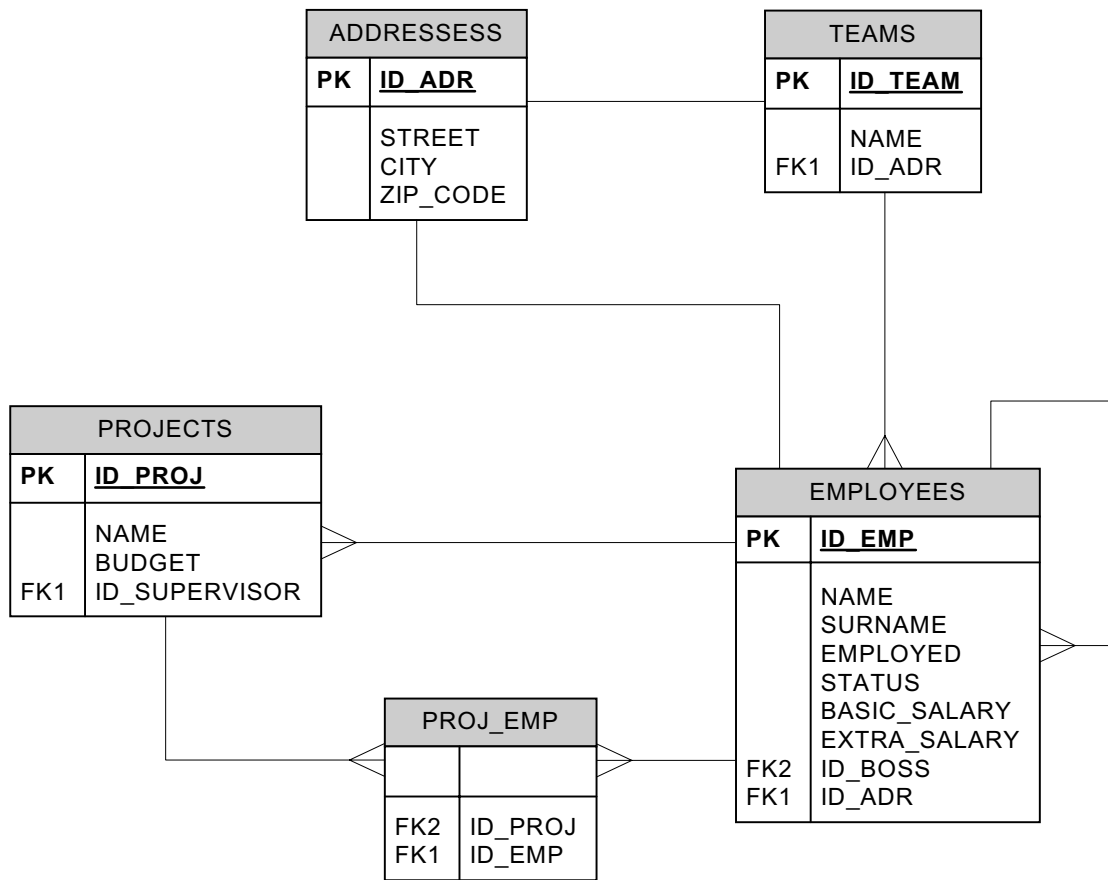 ADDRESSESS
PK ID_ADR
STREET
CITY
ZIP_CODE
TEAMS
PK ID_TEAM
NAME
FK1 ID_ADR
PROJECTS
PK ID_PROJ
NAME
BUDGET
FK1 ID_SUPERVISOR
EMPLOYEES
PK ID_EMP
NAME
SURNAME
EMPLOYED
STATUS
BASIC_SALARY
EXTRA_SALARY
FK2 ID_BOSS
FK1 ID_ADR
PROJ_EMP
FK2 ID_PROJ
FK1 ID_EMP